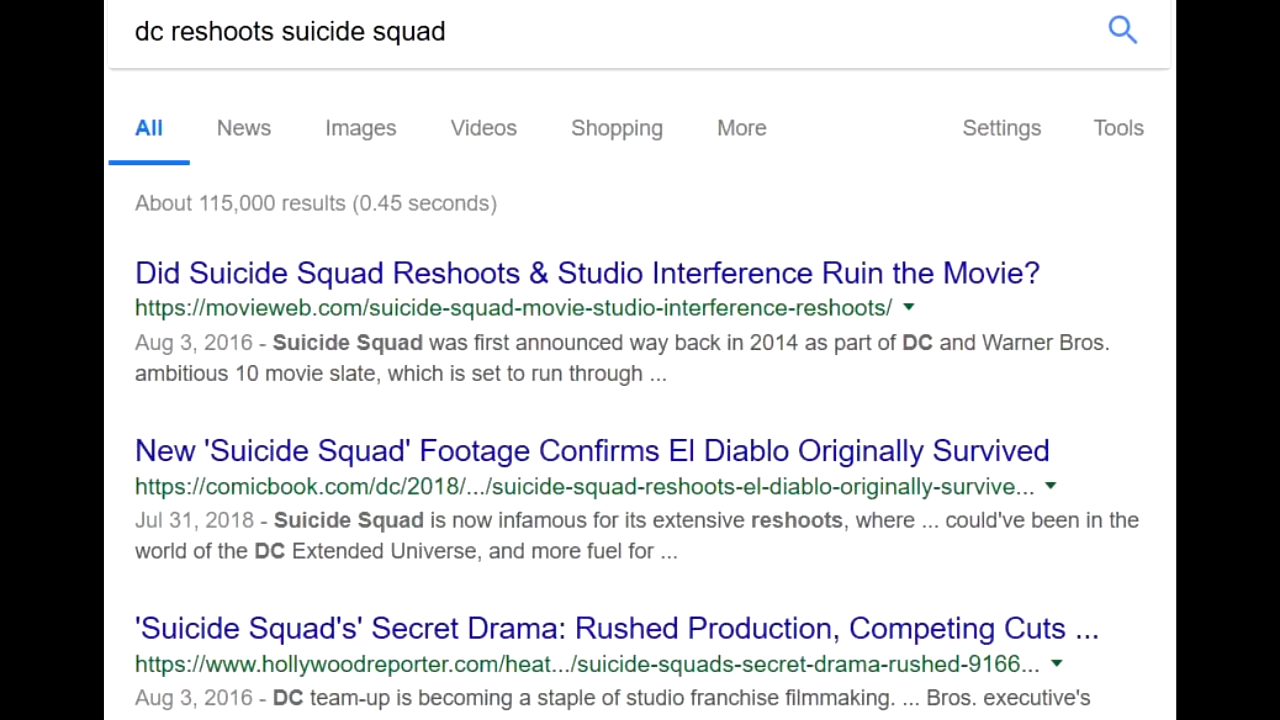 dc reshoots suicide squad
All News Images Videos Shopping More Settings Tools
About 115,000 results (0.45 seconds)
Did Suicide Squad Reshoots & Studio Interference Ruin the Movie?
https://movieweb.com/suicide-squad-movie-studio-interference-reshoots/
Aug 3, 2016 - Suicide Squad was first announced way back in 2014 as part of DC and Warner Bros.
ambitious 10 movie slate, which is set to run through ...
New 'Suicide Squad' Footage Confirms El Diablo Originally Survived
https://comicbook.com/dc/2018/.../suicide-squad-reshoots-el-diablo-originally-survive...
Jul 31, 2018 - Suicide Squad is now infamous for its extensive reshoots, where ... could've been in the
world of the DC Extended Universe, and more fuel for ...
'Suicide Squad's' Secret Drama: Rushed Production, Competing Cuts ...
https://www.hollywoodreporter.com/heat.../suicide-squads-secret-drama-rushed-9166...
Aug 3, 2016 - DC team-up is becoming a staple of studio franchise filmmaking. ... Bros. executive's